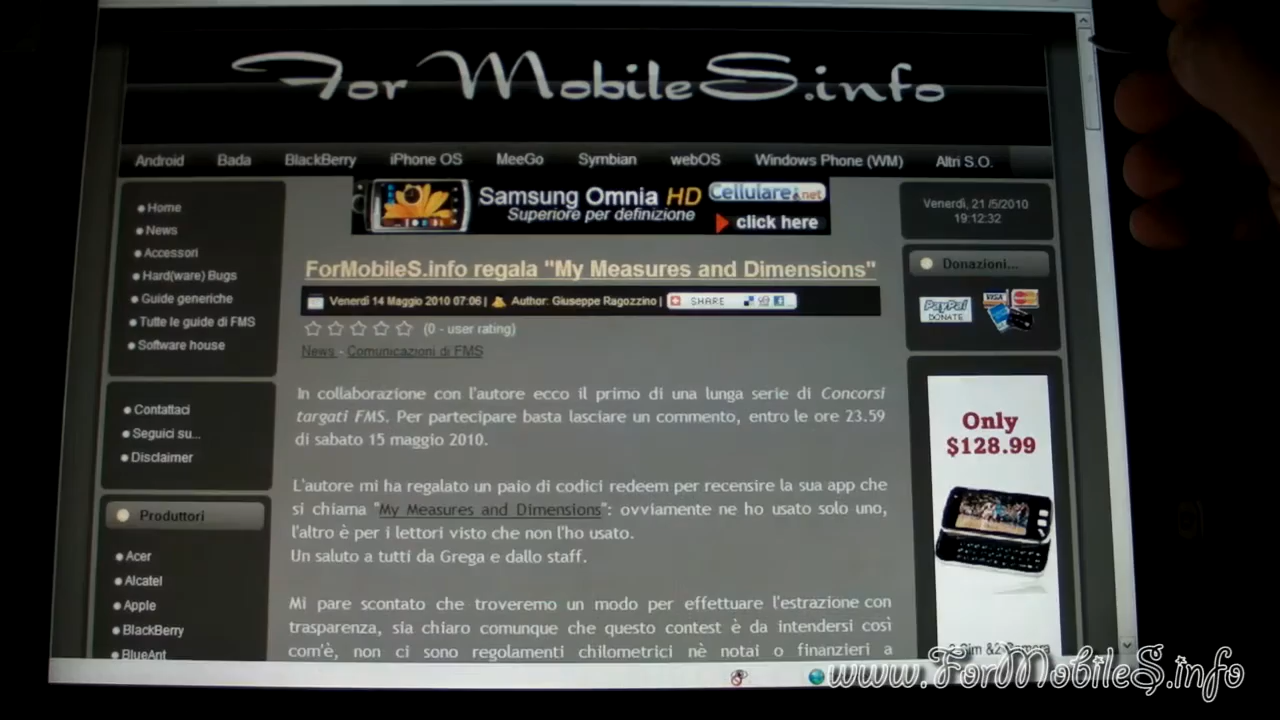 For MobileS.info
Android Bada BlackBerry iPhone OS MeeGo Symbian webOS Windows Phone (WM) Altri S.O.
Home
News
Accessori
Hard(ware) Bugs
Guide generiche
Tutte le guide di FMS
Software house
Contattaci
Seguici su...
Disclaimer
Produttori
Acer
Alcatel
Apple
BlackBerry
BlueAnt
Samsung Omnia HD
Superiore per definizione
Cellulare.net
click here
ForMobileS.info regala "My Measures and Dimensions"
Venerdì 14 Maggio 2010 07:06 | Author: Giuseppe Ragozzino | SHARE
(0 - user rating)
News - Comunicazioni di FMS
In collaborazione con l'autore ecco il primo di una lunga serie di Concorsi
targati FMS. Per partecipare basta lasciare un commento, entro le ore 23.59
di sabato 15 maggio 2010.
L'autore mi ha regalato un paio di codici redeem per recensire la sua app che
si chiama "My Measures and Dimensions": ovviamente ne ho usato solo uno,
l'altro è per i lettori visto che non l'ho usato.
Un saluto a tutti da Grega e dallo staff.
Mi pare scontato che troveremo un modo per effettuare l'estrazione con
trasparenza, sia chiaro comunque che questo contest è da intendersi così
com'è, non ci sono regolamenti chilometrici nè notai o finanzieri a
Venerdì, 21 /5/2010
19:12:32
Donazioni...
PayPal
DONATE
VISA
Only
$128.99
Sim &2 Camera
www.ForMobileS.info